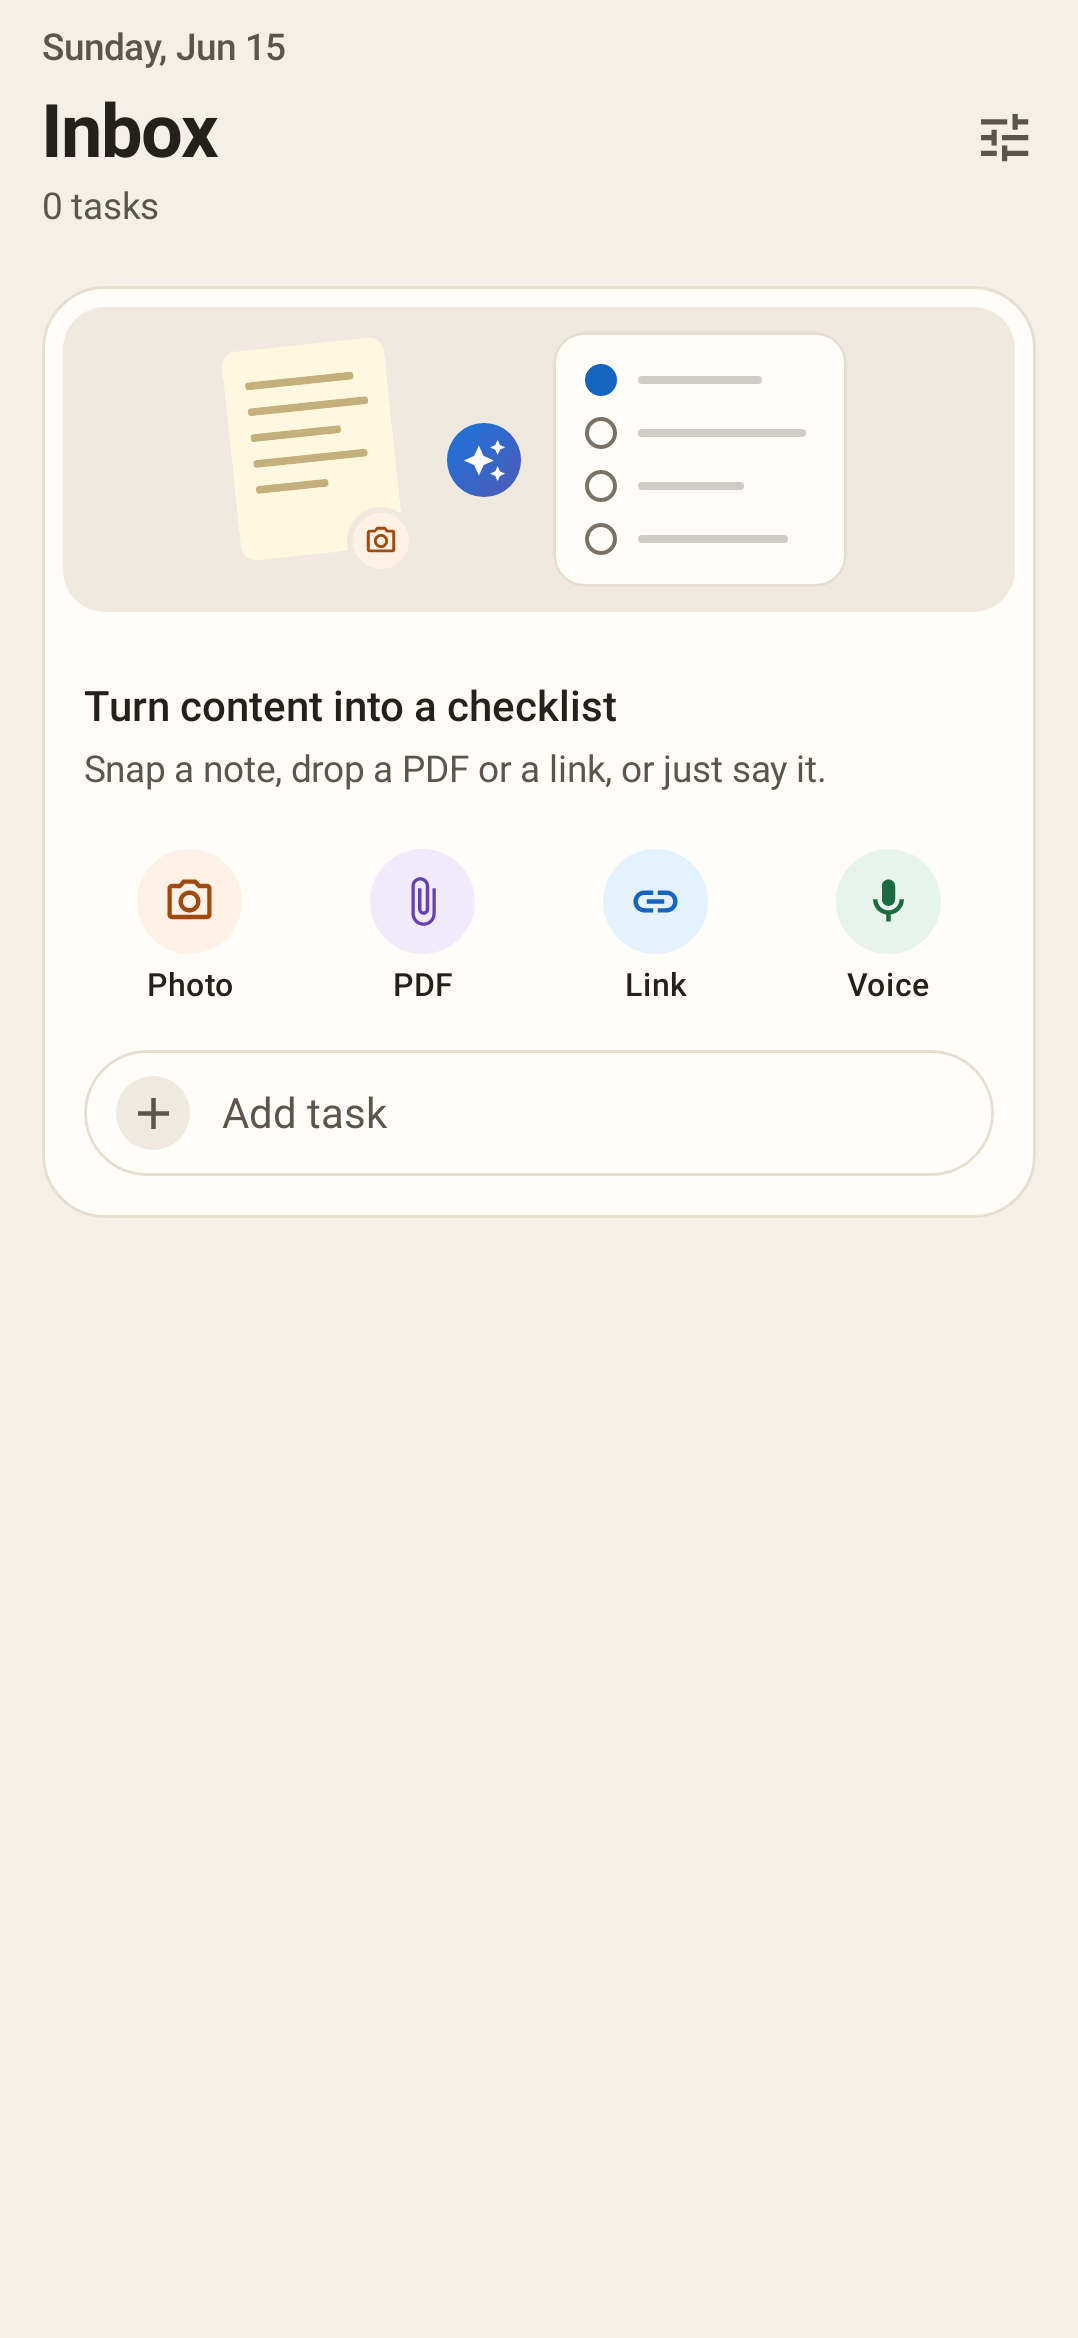 Sunday, Jun 15
Inbox
0 tasks
Turn content into a checklist
Snap a note, drop a PDF or a link, or just say it.
Photo
PDF
Link
Voice
Add task